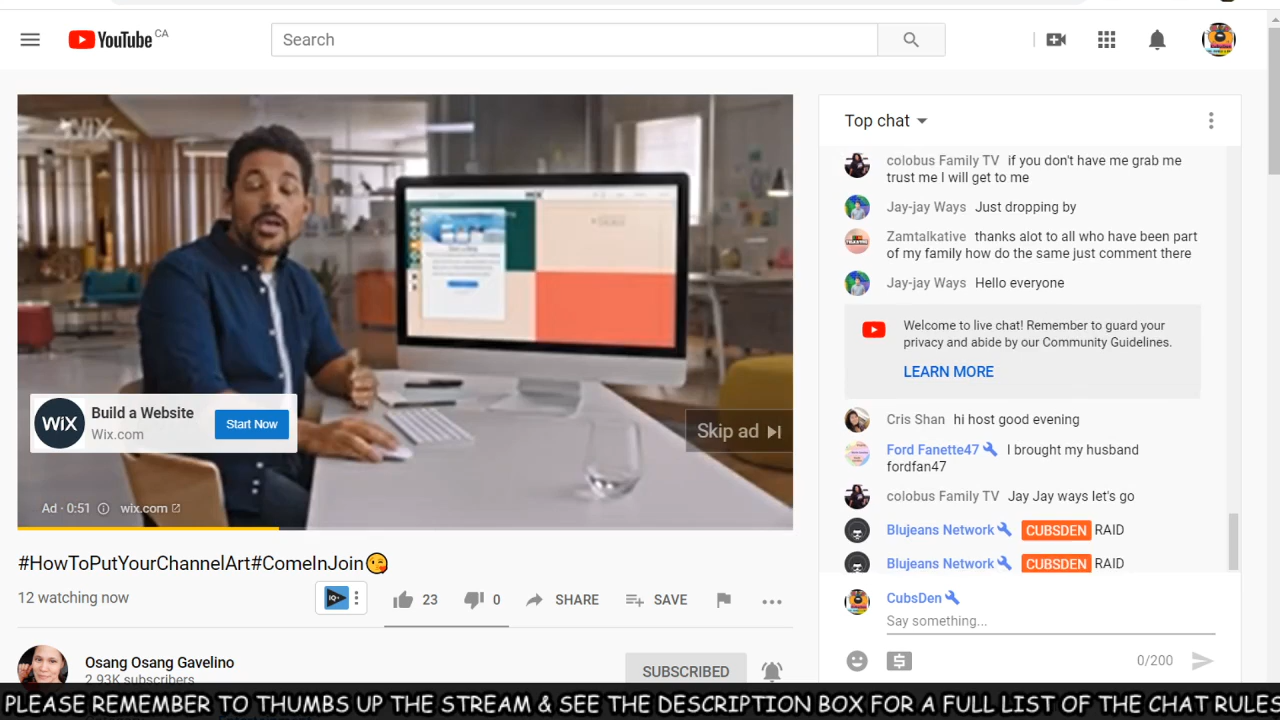 YouTube CA
Search
WiX
WiX
Build a Website
Wix.com
Start Now
Skip ad
Ad · 0:51
wix.com
#HowToPutYourChannelArt#ComeInJoin😘
12 watching now
IQ
23
0
SHARE
SAVE
Osang Osang Gavelino
2.93K subscribers
SUBSCRIBED
Top chat
colobus Family TV if you don't have me grab me
trust me I will get to me
Jay-jay Ways Just dropping by
Zamtalkative thanks alot to all who have been part
of my family how do the same just comment there
Jay-jay Ways Hello everyone
Welcome to live chat! Remember to guard your
privacy and abide by our Community Guidelines.
LEARN MORE
Cris Shan hi host good evening
Ford Fanette47 I brought my husband
fordfan47
colobus Family TV Jay Jay ways let's go
Blujeans Network CUBSDEN RAID
Blujeans Network CUBSDEN RAID
CubsDen
Say something...
0/200
PLEASE REMEMBER TO THUMBS UP THE STREAM & SEE THE DESCRIPTION BOX FOR A FULL LIST OF THE CHAT RULES